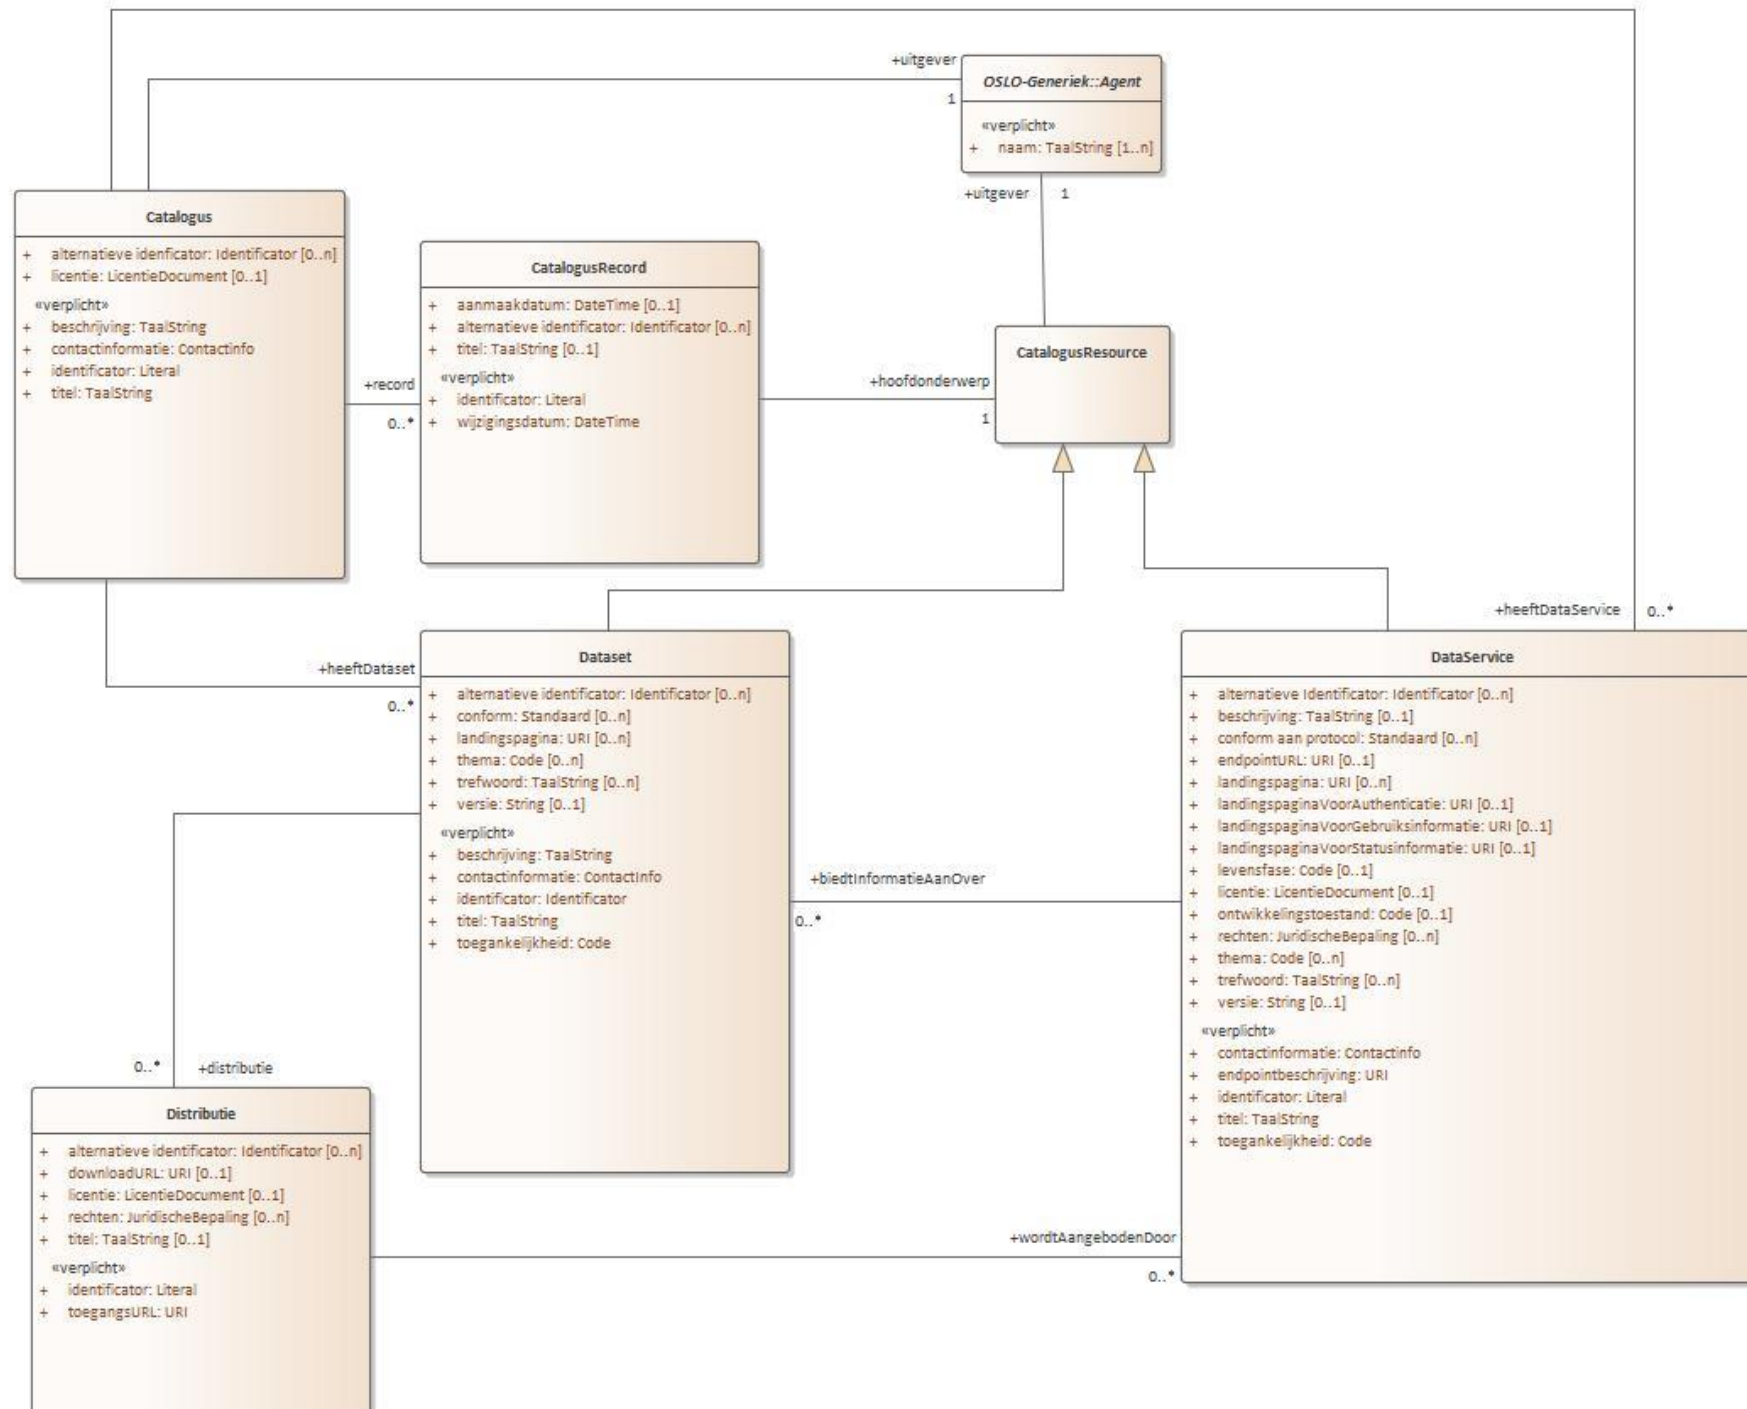 +uitgever
1
OSLO-Generiek::Agent
«verplicht»
+ naam: TaalString [1..n]
+uitgever 1
Catalogus
+ alternatieve idenficator: Identificator [0..n]
+ licentie: LicentieDocument [0..1]
«verplicht»
+ beschrijving: TaalString
+ contactinformatie: ContactInfo
+ identificator: Literal
+ titel: TaalString
+record
0..*
CatalogusRecord
+ aanmaakdatum: DateTime [0..1]
+ alternatieve identificator: Identificator [0..n]
+ titel: TaalString [0..1]
«verplicht»
+ identificator: Literal
+ wijzigingsdatum: DateTime
+hoofdonderwerp
1
CatalogusResource
+heeftDataService 0..*
+heeftDataset
0..*
Dataset
+ alternatieve identificator: Identificator [0..n]
+ conform: Standaard [0..n]
+ landingspagina: URI [0..n]
+ thema: Code [0..n]
+ trefwoord: TaalString [0..n]
+ versie: String [0..1]
«verplicht»
+ beschrijving: TaalString
+ contactinformatie: ContactInfo
+ identificator: Identificator
+ titel: TaalString
+ toegankelijkheid: Code
+biedtInformatieAanOver
0..*
DataService
+ alternatieve Identificator: Identificator [0..n]
+ beschrijving: TaalString [0..1]
+ conform aan protocol: Standaard [0..n]
+ endpointURL: URI [0..1]
+ landingspagina: URI [0..n]
+ landingspaginaVoorAuthenticatie: URI [0..1]
+ landingspaginaVoorGebruiksinformatie: URI [0..1]
+ landingspaginaVoorStatusinformatie: URI [0..1]
+ levensfase: Code [0..1]
+ licentie: LicentieDocument [0..1]
+ ontwikkelingstoestand: Code [0..1]
+ rechten: JuridischeBepaling [0..n]
+ thema: Code [0..n]
+ trefwoord: TaalString [0..n]
+ versie: String [0..1]
«verplicht»
+ contactinformatie: ContactInfo
+ endpointbeschrijving: URI
+ identificator: Literal
+ titel: TaalString
+ toegankelijkheid: Code
0..* +distributie
Distributie
+ alternatieve identificator: Identificator [0..n]
+ downloadURL: URI [0..1]
+ licentie: LicentieDocument [0..1]
+ rechten: JuridischeBepaling [0..n]
+ titel: TaalString [0..1]
«verplicht»
+ identificator: Literal
+ toegangsURL: URI
+wordtAangebodenDoor
0..*